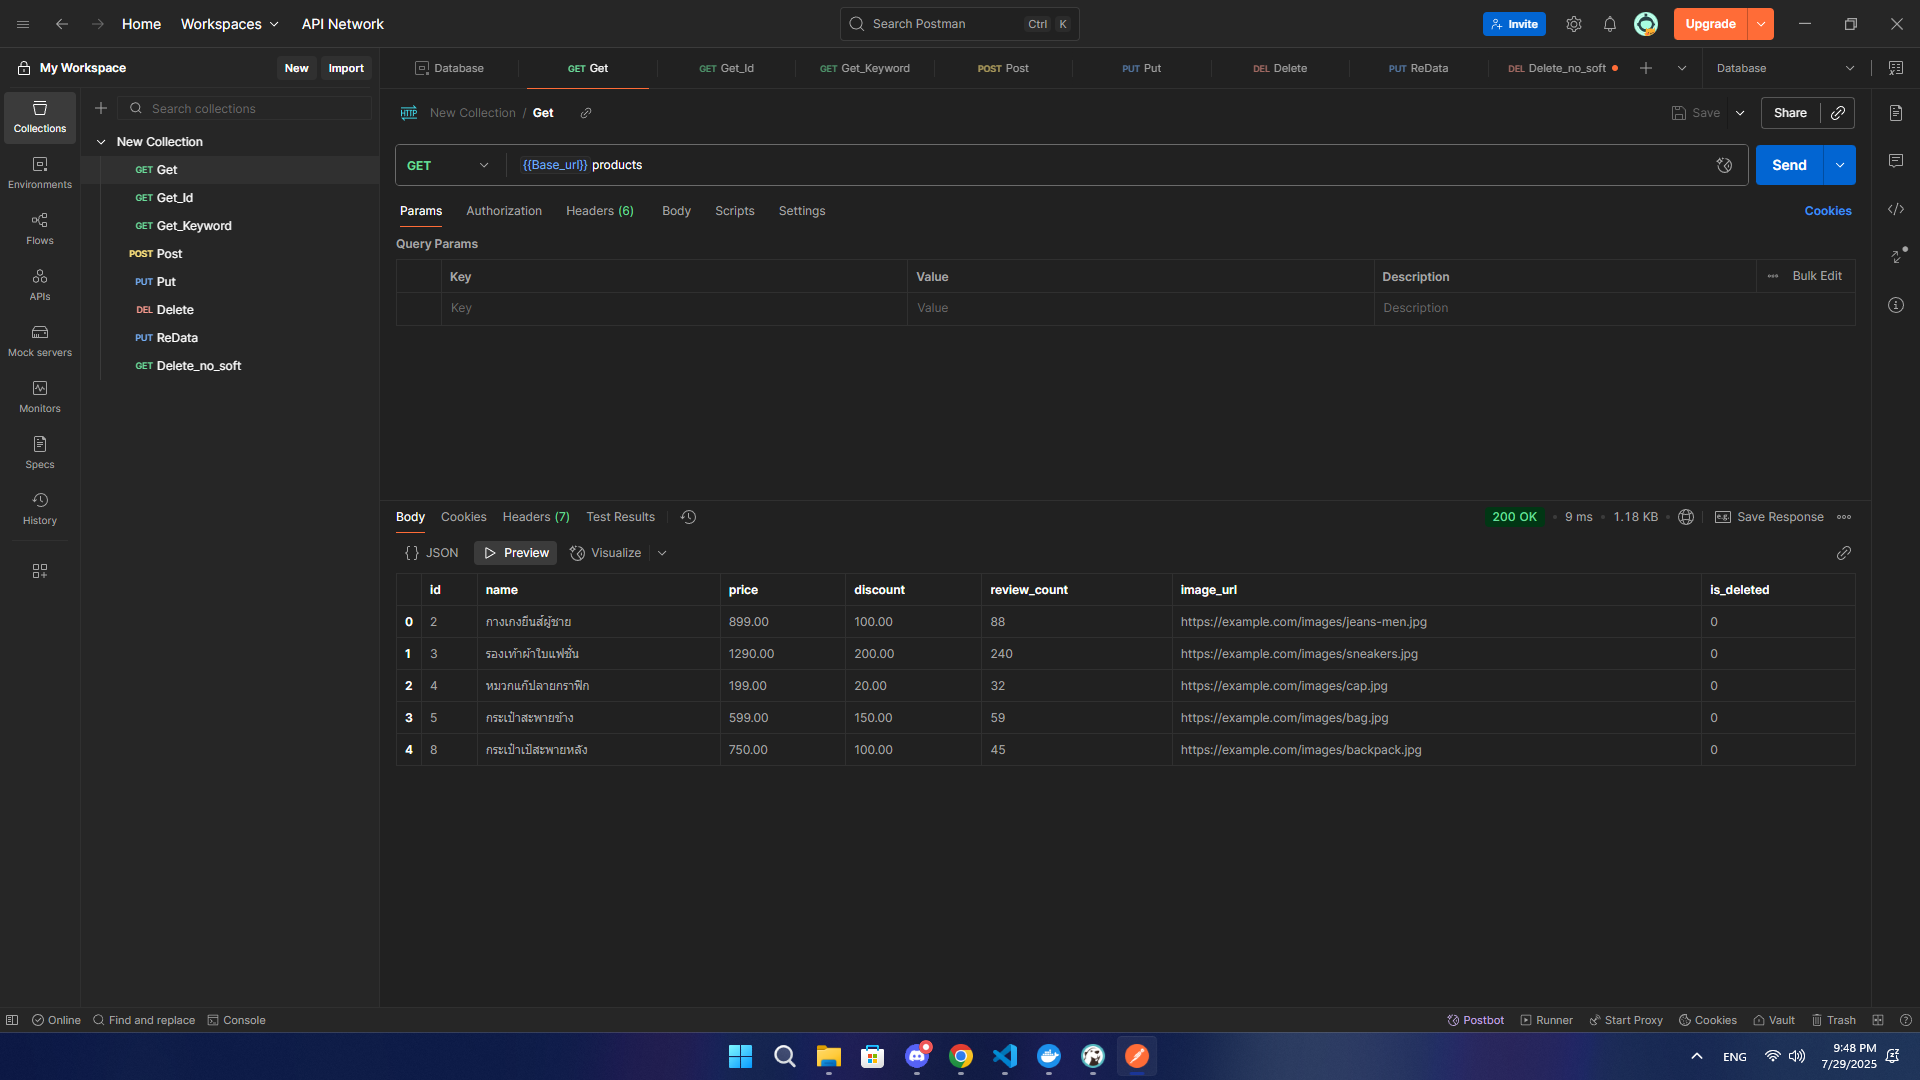 Home
Workspaces
API Network
Search Postman
Ctrl K
Invite
Upgrade
My Workspace
New
Import
Database
GET Get
GET Get_Id
GET Get_Keyword
POST Post
PUT Put
DEL Delete
PUT ReData
DEL Delete_no_soft
Database
Collections
Environments
Flows
APIs
Mock servers
Monitors
Specs
History
Search collections
New Collection
GET Get
GET Get_Id
GET Get_Keyword
POST Post
PUT Put
DEL Delete
PUT ReData
GET Delete_no_soft
HTTP New Collection / Get
Save
Share
GET
{{Base_url}} products
Send
Params
Authorization
Headers (6)
Body
Scripts
Settings
Cookies
Query Params
Key Value Description Bulk Edit
Key Value Description
Body
Cookies
Headers (7)
Test Results
200 OK
9 ms
1.18 KB
e.g. Save Response
{} JSON
Preview
Visualize
id name price discount review_count image_url is_deleted
0 2 กางเกงยีนส์ผู้ชาย 899.00 100.00 88 https://example.com/images/jeans-men.jpg 0
1 3 รองเท้าผ้าใบแฟชั่น 1290.00 200.00 240 https://example.com/images/sneakers.jpg 0
2 4 หมวกแก๊ปลายกราฟิก 199.00 20.00 32 https://example.com/images/cap.jpg 0
3 5 กระเป๋าสะพายข้าง 599.00 150.00 59 https://example.com/images/bag.jpg 0
4 8 กระเป๋าเป้สะพายหลัง 750.00 100.00 45 https://example.com/images/backpack.jpg 0
Online
Find and replace
Console
Postbot
Runner
Start Proxy
Cookies
Vault
Trash
ENG
9:48 PM
7/29/2025